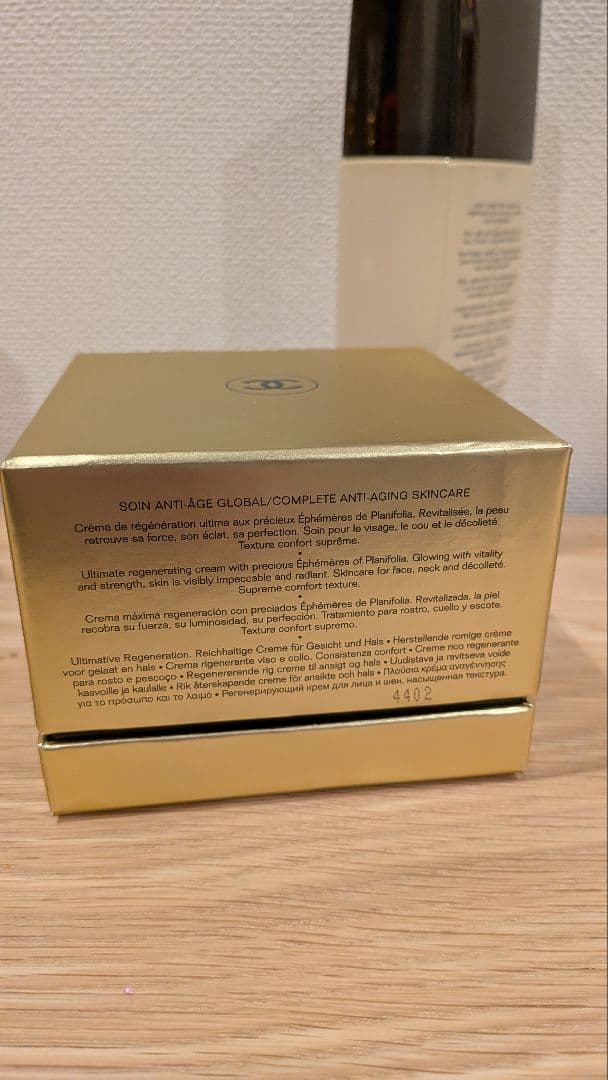 SOIN ANTI-ÂGE GLOBAL/COMPLETE ANTI-AGING SKINCARE
Crème de régénération ultime aux précieux Éphémères de Planifolia. Revitalisée, la peau
retrouve sa force, son éclat, sa perfection. Soin pour le visage, le cou et le décolleté.
Texture confort suprême.
•
Ultimate regenerating cream with precious Éphémères of Planifolia. Glowing with vitality
and strength, skin is visibly impeccable and radiant. Skincare for face, neck and décolleté.
Supreme comfort texture.
•
Crema máxima regeneración con preciados Éphémères de Planifolia. Revitalizada, la piel
recobra su fuerza, su luminosidad, su perfección. Tratamiento para rostro, cuello y escote.
Textura confort supremo.
•
Ultimative Regeneration. Reichhaltige Creme für Gesicht und Hals • Herstellende romige crème
voor gelaat en hals • Crema rigenerante viso e collo. Consistenza confort • Creme rico regenerante
para rosto e pescoço • Regenererende rig creme til ansigt og hals • Uudistava ja ravitseva voide
kasvoille ja kaulalle • Rik återskapande creme för ansikte och hals • Πλούσια κρέμα αναγέννησης
για το πρόσωπο και το λαιμό • Регенерирующий крем для лица и шеи, насыщенная текстура.
4402